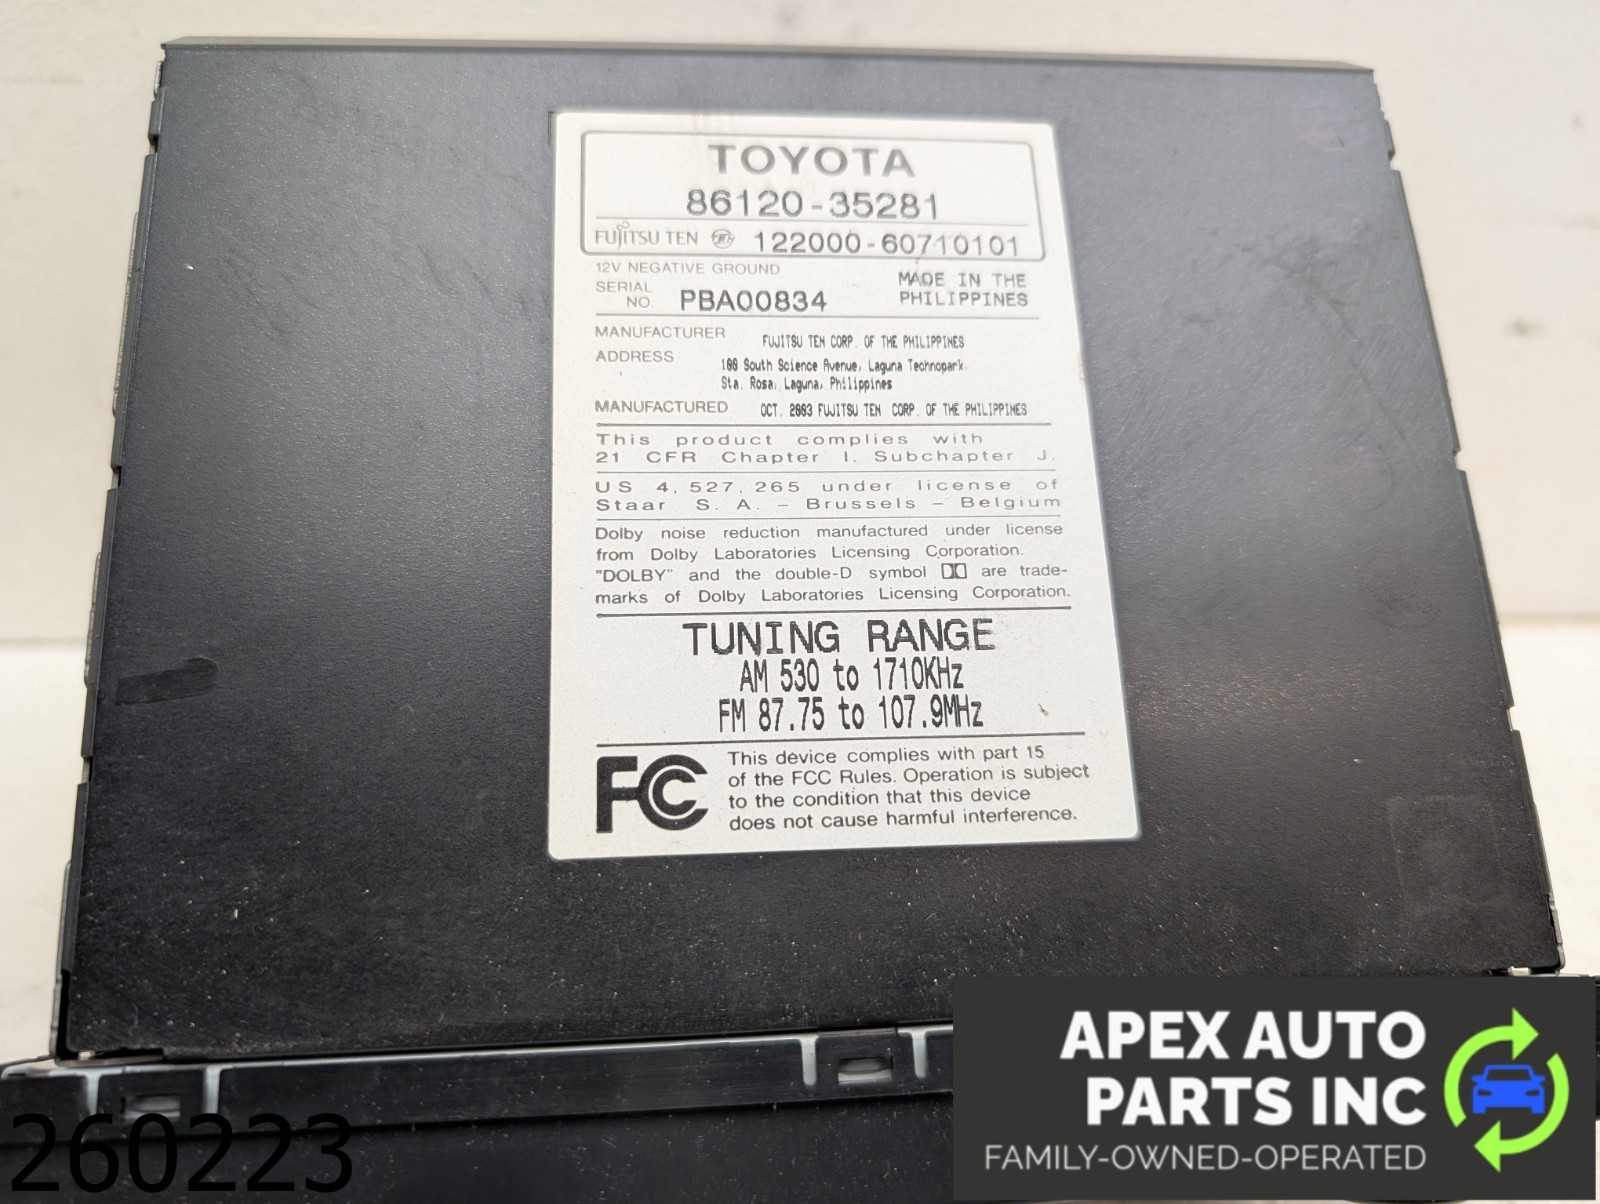 TOYOTA
86120-35281
FUJITSU TEN 122000-60710101
12V NEGATIVE GROUND
SERIAL NO. PBA00834
MADE IN THE
PHILIPPINES
MANUFACTURER FUJITSU TEN CORP. OF THE PHILIPPINES
ADDRESS 100 South Science Avenue, Laguna Technopark.
Sta. Rosa, Laguna, Philippines
MANUFACTURED OCT. 2003 FUJITSU TEN CORP. OF THE PHILIPPINES
This product complies with
21 CFR Chapter I. Subchapter J.
US 4,527,265 under license of
Staar S.A. – Brussels – Belgium
Dolby noise reduction manufactured under license
from Dolby Laboratories Licensing Corporation.
"DOLBY" and the double-D symbol are trade-
marks of Dolby Laboratories Licensing Corporation.
TUNING RANGE
AM 530 to 1710KHz
FM 87.75 to 107.9MHz
FC This device complies with part 15
of the FCC Rules. Operation is subject
to the condition that this device
does not cause harmful interference.
APEX AUTO
PARTS INC
FAMILY-OWNED-OPERATED
260223